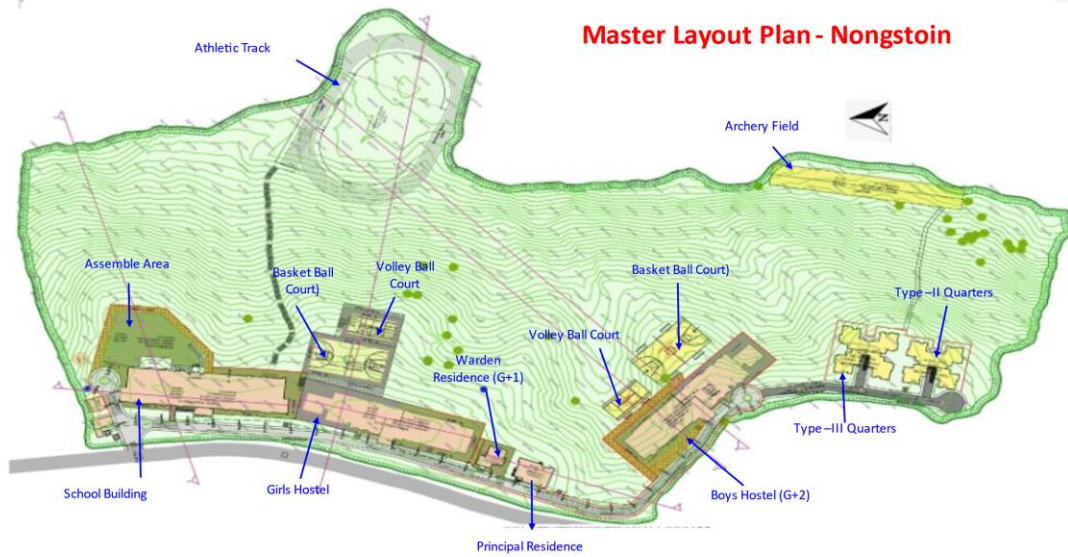 Master Layout Plan - Nongstoin
Athletic Track
N
Archery Field
Assemble Area
Basket Ball
Court)
Volley Ball
Court
Basket Ball
Court)
Type –II Quarters
Volley Ball Court
Warden
Residence (G+1)
Type –III Quarters
School Building
Girls Hostel
Boys Hostel (G+2)
Principal Residence